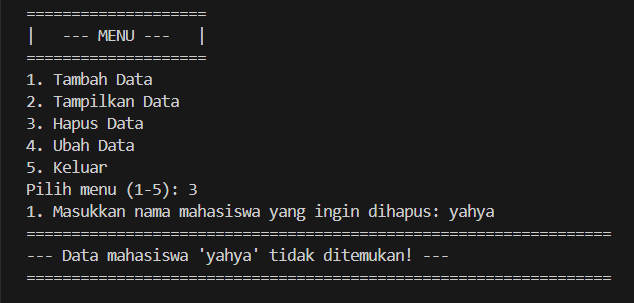 ====================
|   --- MENU ---   |
====================
1. Tambah Data
2. Tampilkan Data
3. Hapus Data
4. Ubah Data
5. Keluar
Pilih menu (1-5): 3
1. Masukkan nama mahasiswa yang ingin dihapus: yahya
=================================================================
--- Data mahasiswa 'yahya' tidak ditemukan! ---
=================================================================